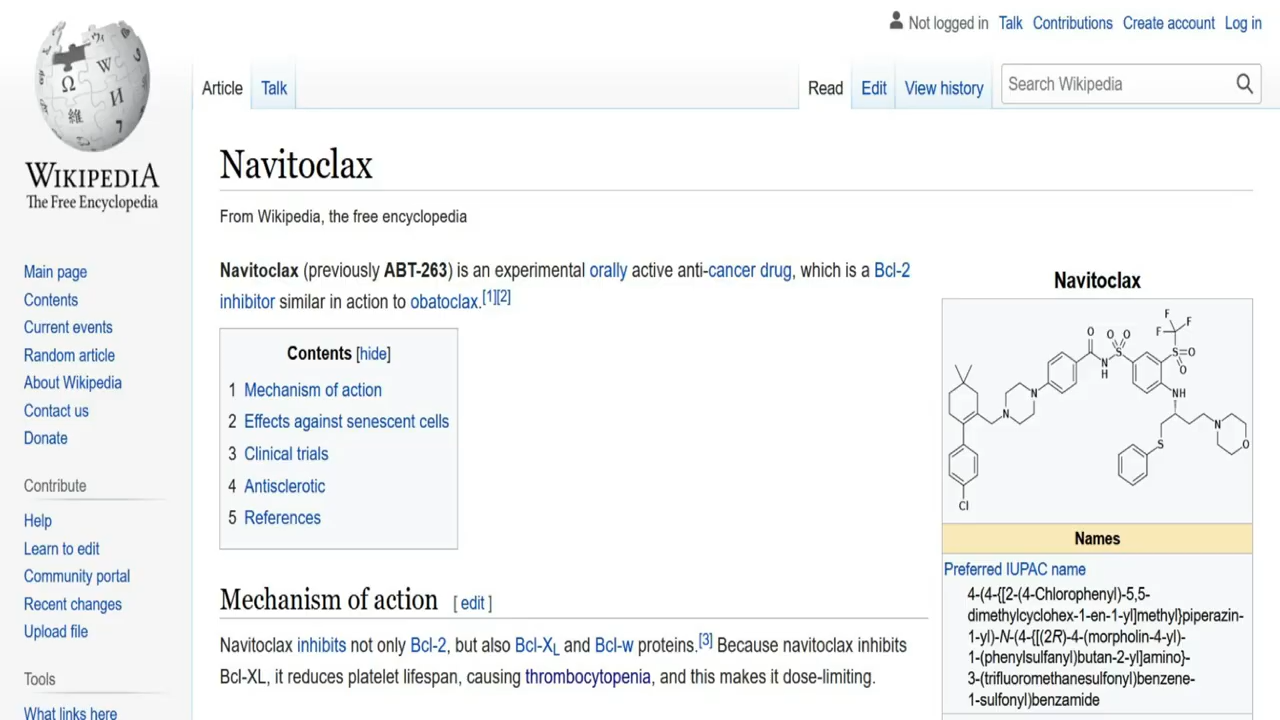 Not logged in Talk Contributions Create account Log in
Article Talk Read Edit View history Search Wikipedia
Ω W И 維 7
WIKIPEDIA
The Free Encyclopedia
Main page
Contents
Current events
Random article
About Wikipedia
Contact us
Donate
Contribute
Help
Learn to edit
Community portal
Recent changes
Upload file
Tools
What links here
Navitoclax
From Wikipedia, the free encyclopedia
Navitoclax (previously ABT-263) is an experimental orally active anti-cancer drug, which is a Bcl-2
inhibitor similar in action to obatoclax.[1][2]
Contents [hide]
1 Mechanism of action
2 Effects against senescent cells
3 Clinical trials
4 Antisclerotic
5 References
Mechanism of action [ edit ]
Navitoclax inhibits not only Bcl-2, but also Bcl-XL and Bcl-w proteins.[3] Because navitoclax inhibits
Bcl-XL, it reduces platelet lifespan, causing thrombocytopenia, and this makes it dose-limiting.
Navitoclax
F
F F
O O O
S S=O
N H O
N NH
N N
S O
Cl
Names
Preferred IUPAC name
4-(4-{[2-(4-Chlorophenyl)-5,5-
dimethylcyclohex-1-en-1-yl]methyl}piperazin-
1-yl)-N-(4-{[(2R)-4-(morpholin-4-yl)-
1-(phenylsulfanyl)butan-2-yl]amino}-
3-(trifluoromethanesulfonyl)benzene-
1-sulfonyl)benzamide